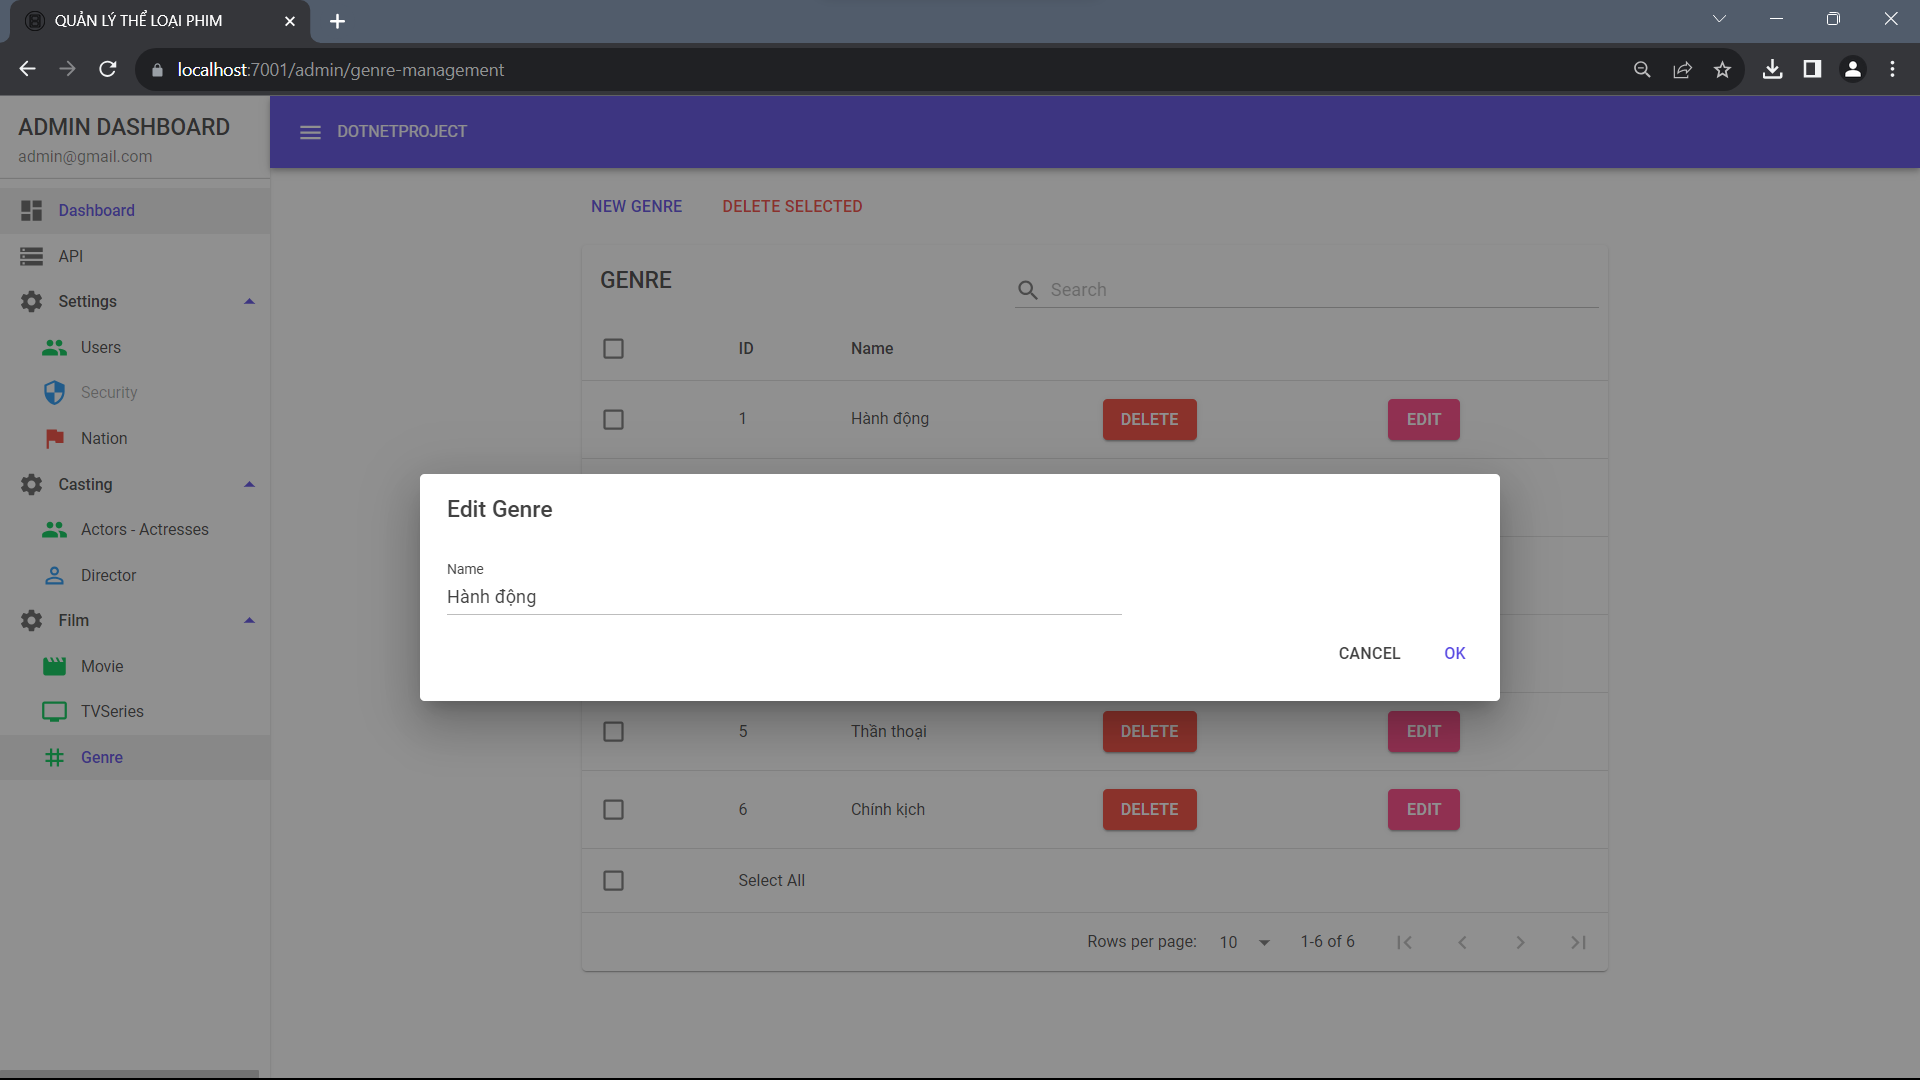 QUẢN LÝ THỂ LOẠI PHIM
localhost:7001/admin/genre-management
ADMIN DASHBOARD
admin@gmail.com
DOTNETPROJECT
Dashboard
API
Settings
Users
Security
Nation
Casting
Actors - Actresses
Director
Film
Movie
TVSeries
Genre
NEW GENRE DELETE SELECTED
GENRE
Search
ID Name
1 Hành động DELETE EDIT
Edit Genre
Name
Hành động
CANCEL OK
5 Thần thoại DELETE EDIT
6 Chính kịch DELETE EDIT
Select All
Rows per page: 10 1-6 of 6